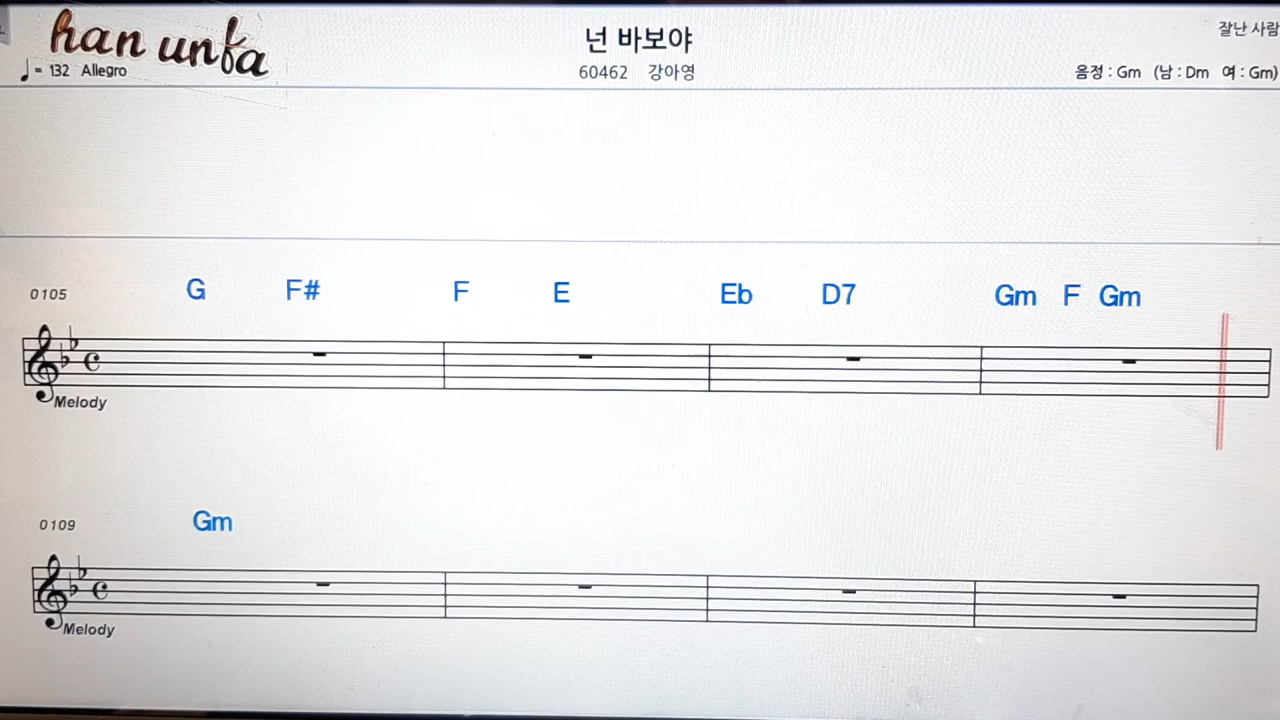 han unfa
넌 바보야
잘난 사람
♩= 132 Allegro
60462 강아영
음정 : Gm (남 : Dm 여 : Gm)
0105 G F# F E Eb D7 Gm F Gm
Melody
0109 Gm
Melody